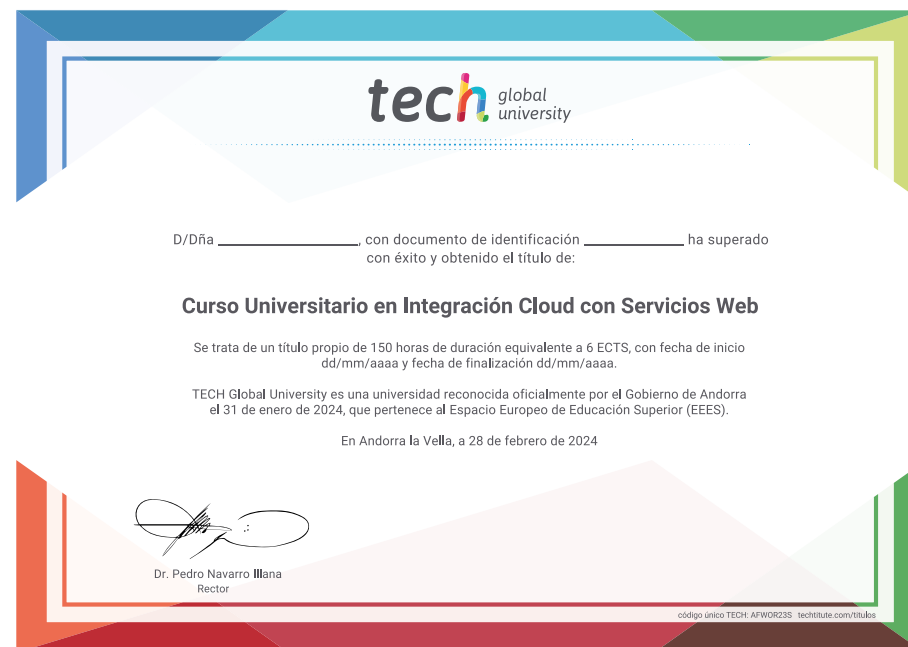 tech global university
D/Dña ____________________, con documento de identificación ______________ ha superado
con éxito y obtenido el título de:
Curso Universitario en Integración Cloud con Servicios Web
Se trata de un título propio de 150 horas de duración equivalente a 6 ECTS, con fecha de inicio
dd/mm/aaaa y fecha de finalización dd/mm/aaaa.
TECH Global University es una universidad reconocida oficialmente por el Gobierno de Andorra
el 31 de enero de 2024, que pertenece al Espacio Europeo de Educación Superior (EEES).
En Andorra la Vella, a 28 de febrero de 2024
Dr. Pedro Navarro Illana
Rector
código único TECH: AFWOR23S techtitute.com/titulos